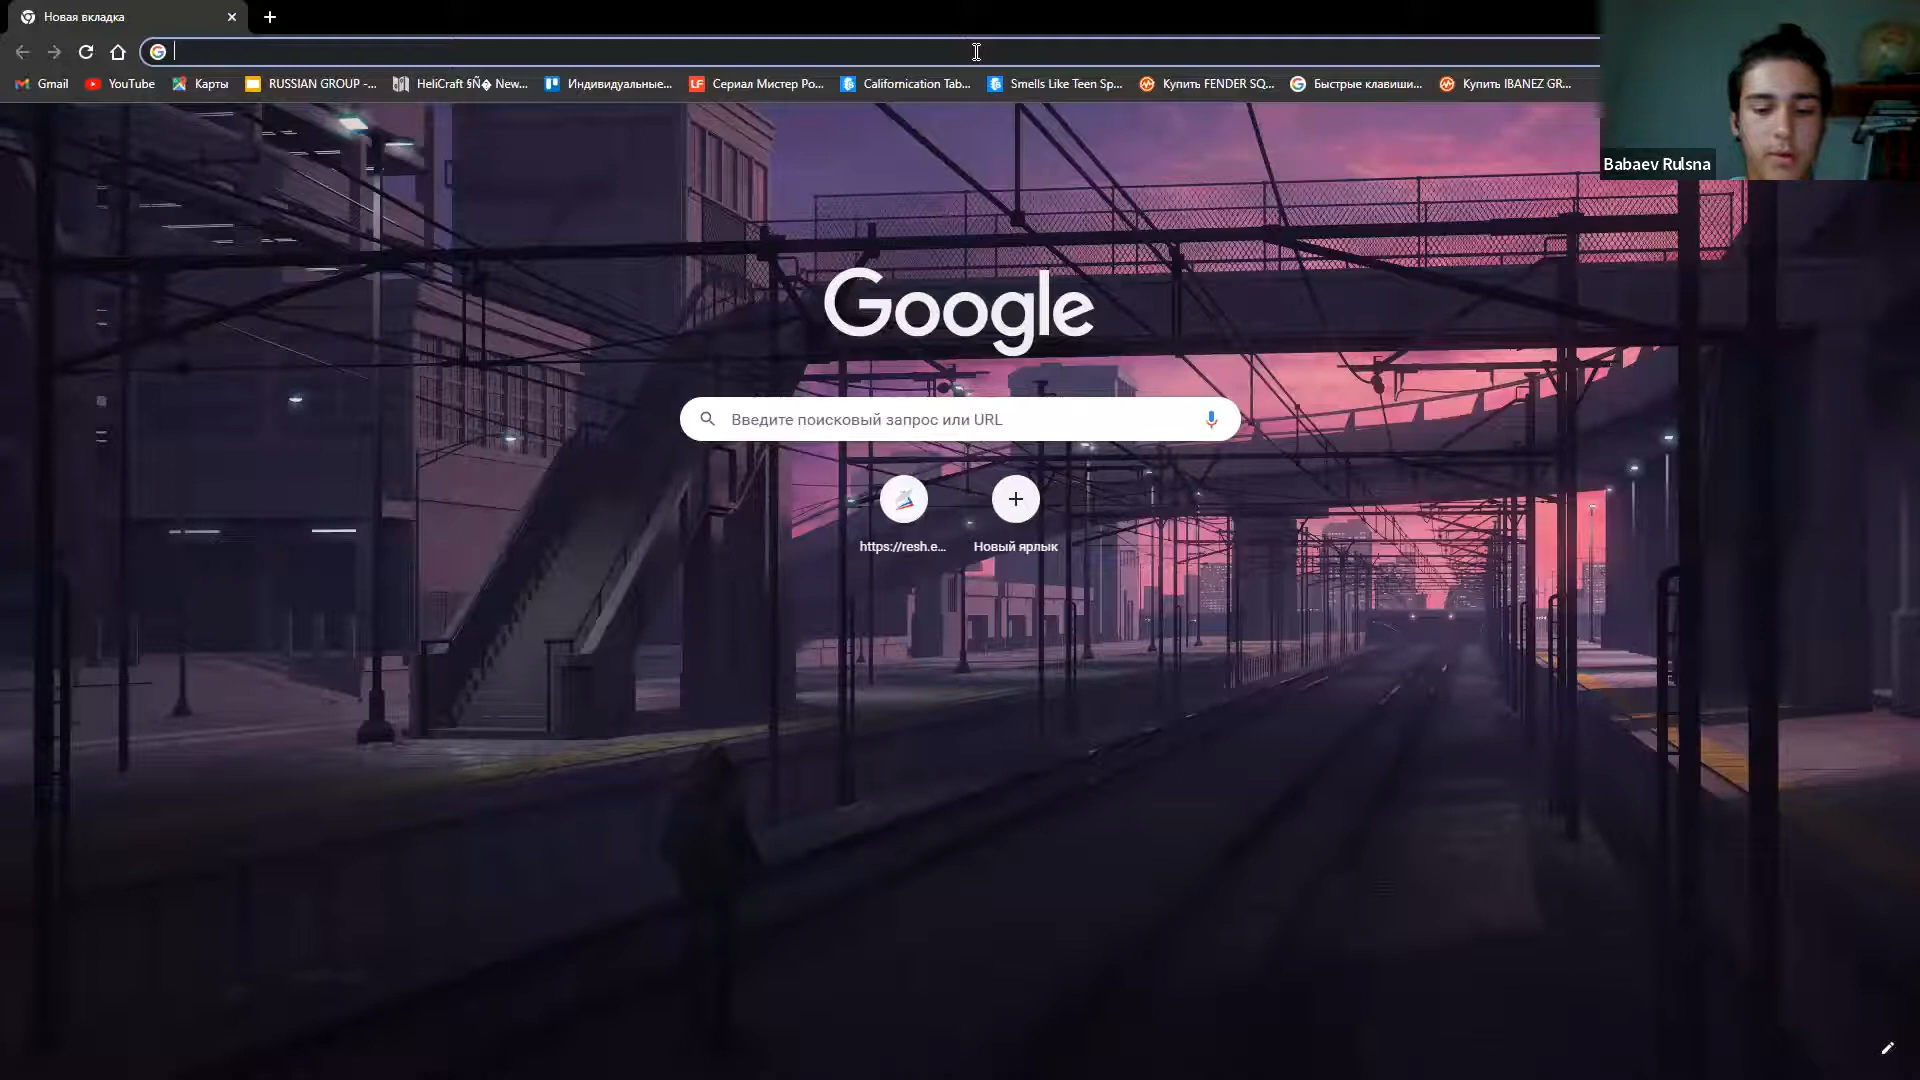 Новая вкладка
Gmail YouTube Карты RUSSIAN GROUP -... HeliCraft §Ñ� New... Индивидуальные... Сериал Мистер Ро... Californication Tab... Smells Like Teen Sp... Купить FENDER SQ... Быстрые клавиши... Купить IBANEZ GR...
Babaev Rulsna
Google
Введите поисковый запрос или URL
https://resh.e... Новый ярлык